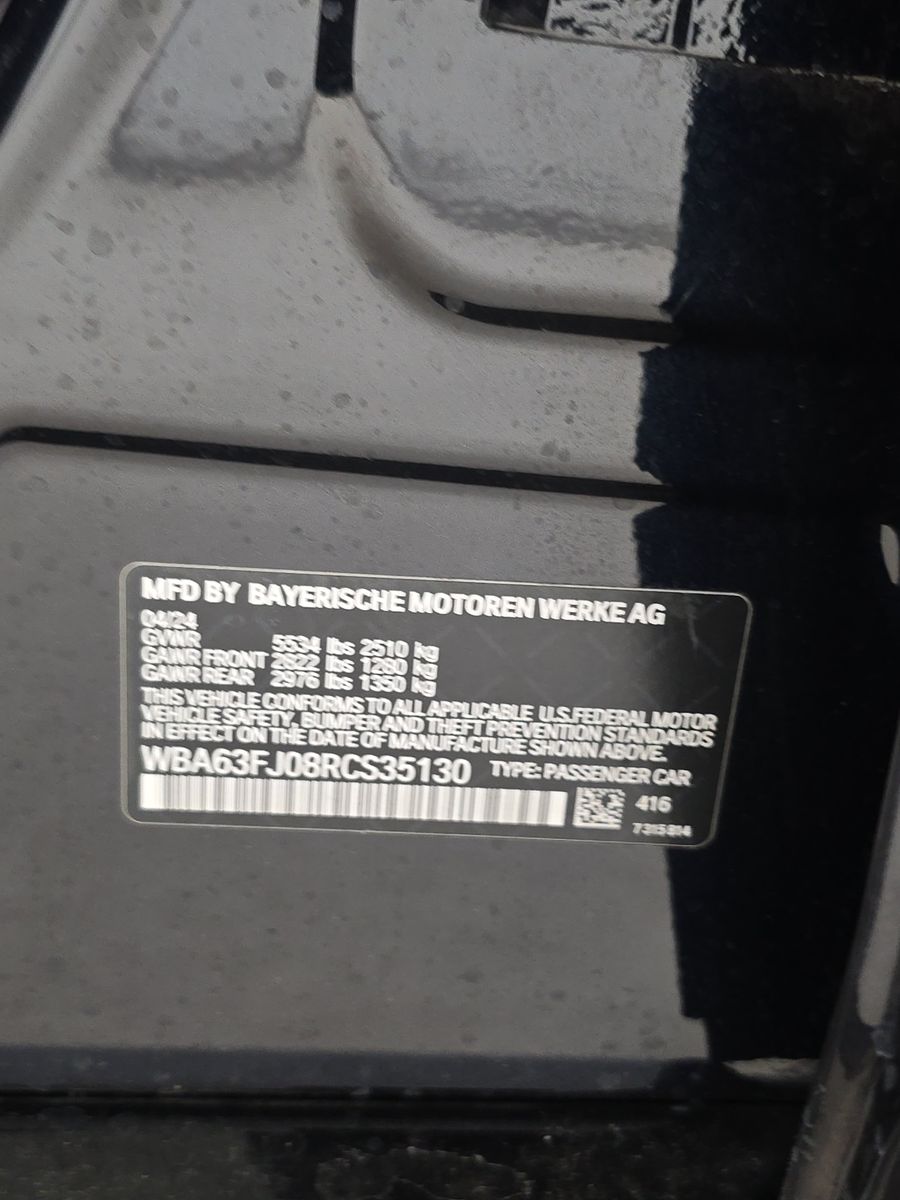 MFD BY BAYERISCHE MOTOREN WERKE AG
04/24
GVWR 5534 lbs 2510 kg
GAWR FRONT 2822 lbs 1280 kg
GAWR REAR 2976 lbs 1350 kg
THIS VEHICLE CONFORMS TO ALL APPLICABLE U.S.FEDERAL MOTOR
VEHICLE SAFETY, BUMPER AND THEFT PREVENTION STANDARDS
IN EFFECT ON THE DATE OF MANUFACTURE SHOWN ABOVE.
WBA63FJ08RCS35130 TYPE: PASSENGER CAR
416
7315814